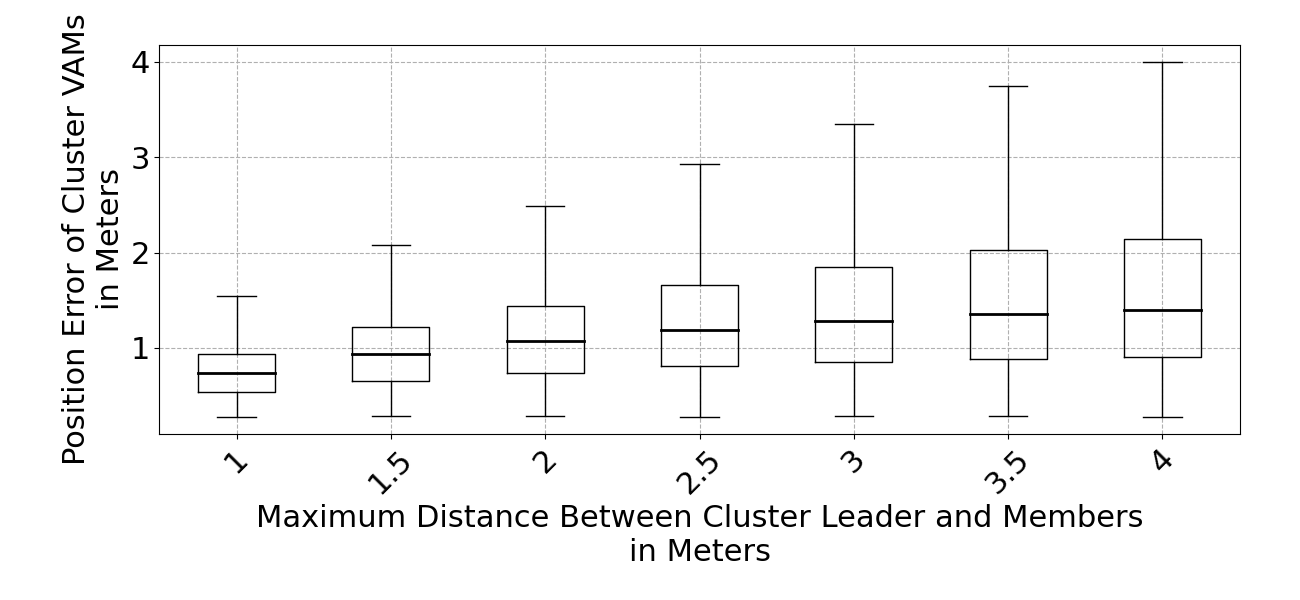 Position Error of Cluster VAMs
in Meters
4
3
2
1
1 1.5 2 2.5 3 3.5 4
Maximum Distance Between Cluster Leader and Members
in Meters